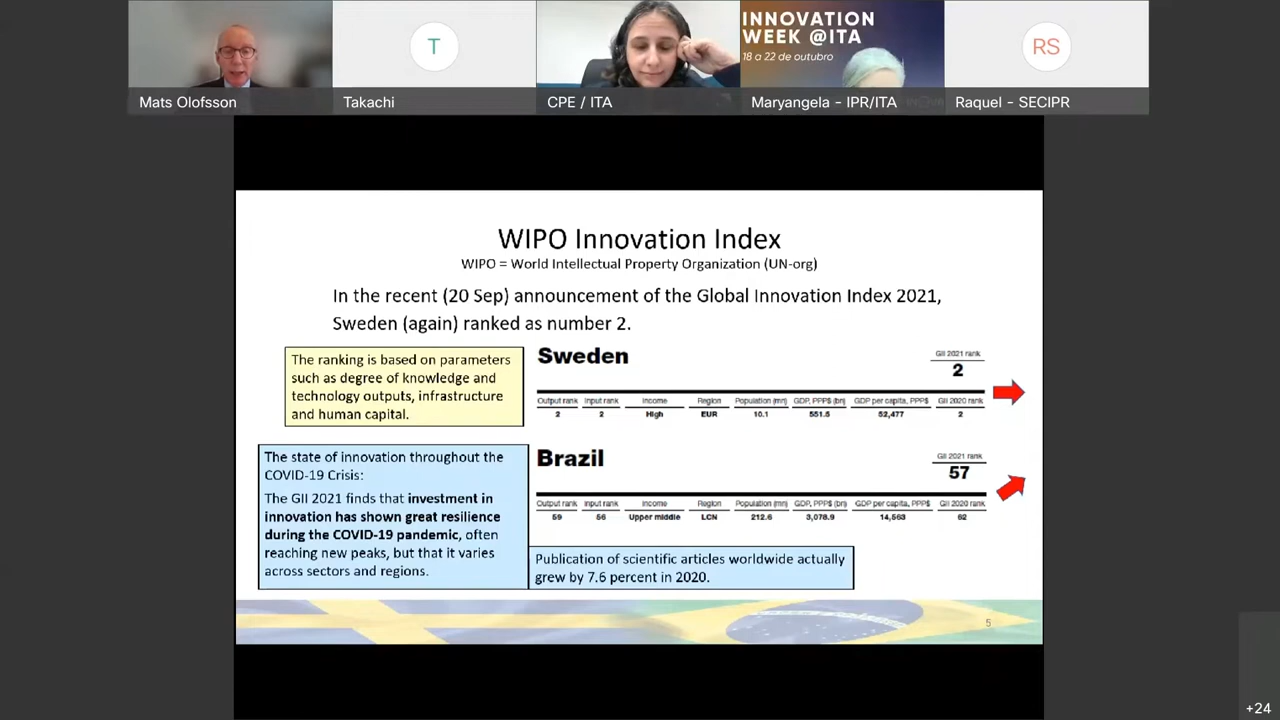 INNOVATION
WEEK @ITA
18 a 22 de outubro
T
RS
Mats Olofsson
Takachi
CPE / ITA
Maryangela - IPR/ITA
Raquel - SECIPR
WIPO Innovation Index
WIPO = World Intellectual Property Organization (UN-org)
In the recent (20 Sep) announcement of the Global Innovation Index 2021,
Sweden (again) ranked as number 2.
The ranking is based on parameters
such as degree of knowledge and
technology outputs, infrastructure
and human capital.
Sweden
GII 2021 rank
2
Output rank Input rank Income Region Population (mn) GDP, PPP$ (bn) GDP per capita, PPP$ GII 2020 rank
2 2 High EUR 10.1 551.5 52,477 2
The state of innovation throughout the
COVID-19 Crisis:
The GII 2021 finds that investment in
innovation has shown great resilience
during the COVID-19 pandemic, often
reaching new peaks, but that it varies
across sectors and regions.
Brazil
GII 2021 rank
57
Output rank Input rank Income Region Population (mn) GDP, PPP$ (bn) GDP per capita, PPP$ GII 2020 rank
59 56 Upper middle LCN 212.6 3,078.9 14,563 62
Publication of scientific articles worldwide actually
grew by 7.6 percent in 2020.
5
+24